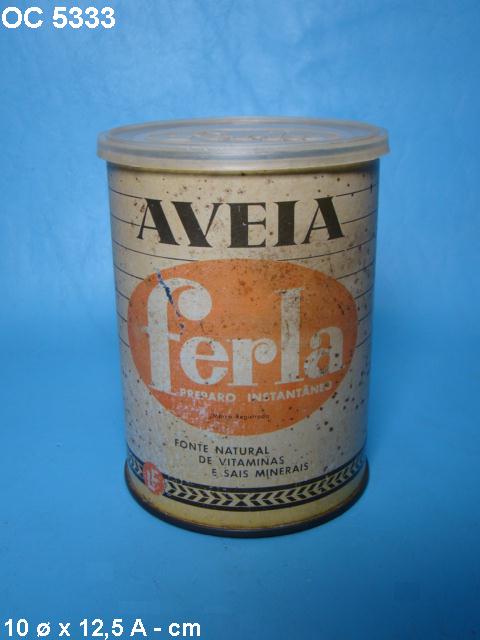 OC 5333
AVEIA
ferla
PREPARO INSTANTÂNEO
Marca Registrada
FONTE NATURAL
DE VITAMINAS
E SAIS MINERAIS
10 ø x 12,5 A - cm